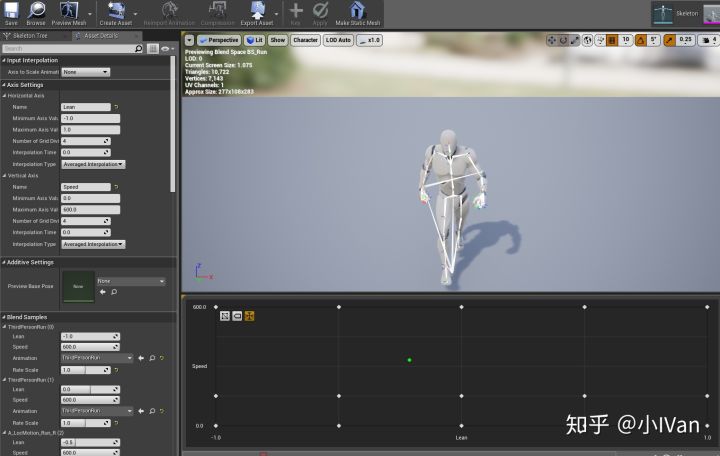 Save
Browse
Preview Mesh
Create Asset
Reimport Animation
Compression
Export Asset
Key
Apply
Make Static Mesh
Skeleton
Skeleton Tree
Asset Details
Search
Input Interpolation
Axis to Scale Animati
None
Axis Settings
Horizontal Axis
Name
Lean
Minimum Axis Val
-1.0
Maximum Axis Val
1.0
Number of Grid Divi
4
Interpolation Time
0.0
Interpolation Type
Averaged Interpolation
Vertical Axis
Name
Speed
Minimum Axis Val
0.0
Maximum Axis Val
600.0
Number of Grid Divi
4
Interpolation Time
0.0
Interpolation Type
Averaged Interpolation
Additive Settings
Preview Base Pose
None
None
Blend Samples
ThirdPersonRun (0)
Lean
-1.0
Speed
600.0
Animation
ThirdPersonRun
Rate Scale
1.0
ThirdPersonRun (1)
Lean
0.0
Speed
600.0
Animation
ThirdPersonRun
Rate Scale
1.0
A_LocMotion_Run_R (2)
Lean
-0.5
Speed
600.0
Perspective
Lit
Show
Character
LOD Auto
x1.0
10
5°
0.25
4
Previewing Blend Space BS_Run
LOD: 0
Current Screen Size: 1.075
Triangles: 10,722
Vertices: 7,143
UV Channels: 1
Approx Size: 277x108x283
Z
X
600.0
Speed
0.0
-1.0
Lean
1.0
知乎 @小IVan